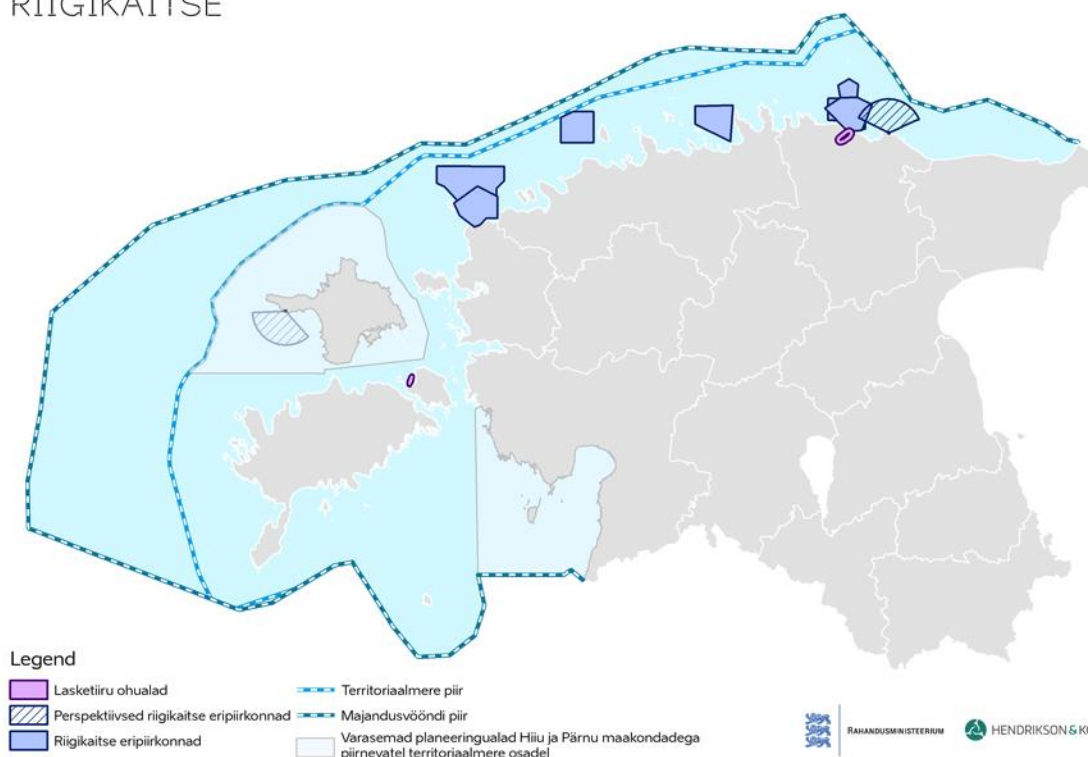 RIIGIKAITSE
Legend
Lasketiiru ohualad
Perspektiivsed riigikaitse eripiirkonnad
Riigikaitse eripiirkonnad
Territoriaalmere piir
Majandusvööndi piir
Varasemad planeeringualad Hiiu ja Pärnu maakondadega
piirnevatel territoriaalmere osadel
RAHANDUSMINISTEERIUM
HENDRIKSON & KO